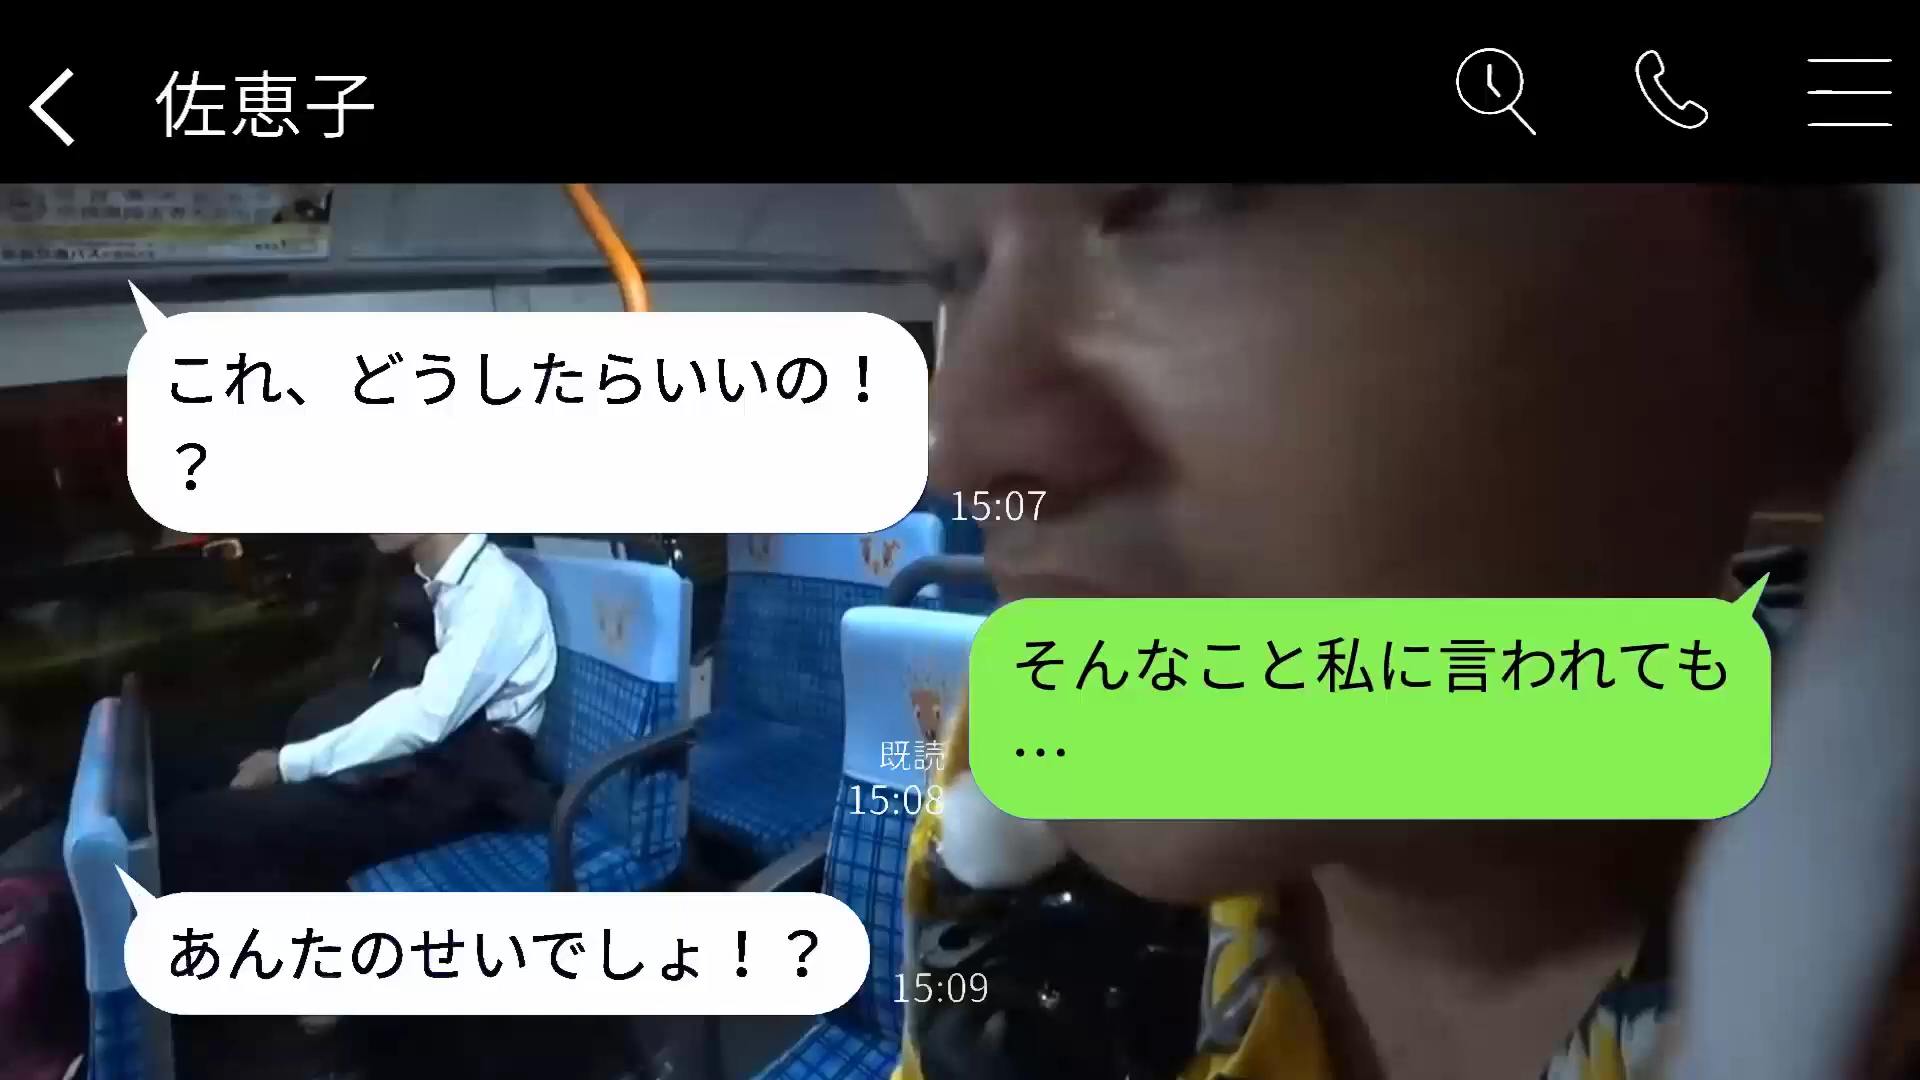 佐恵子
これ、どうしたらいいの！
？
15:07
そんなこと私に言われても
…
既読
15:08
あんたのせいでしょ！？
15:09